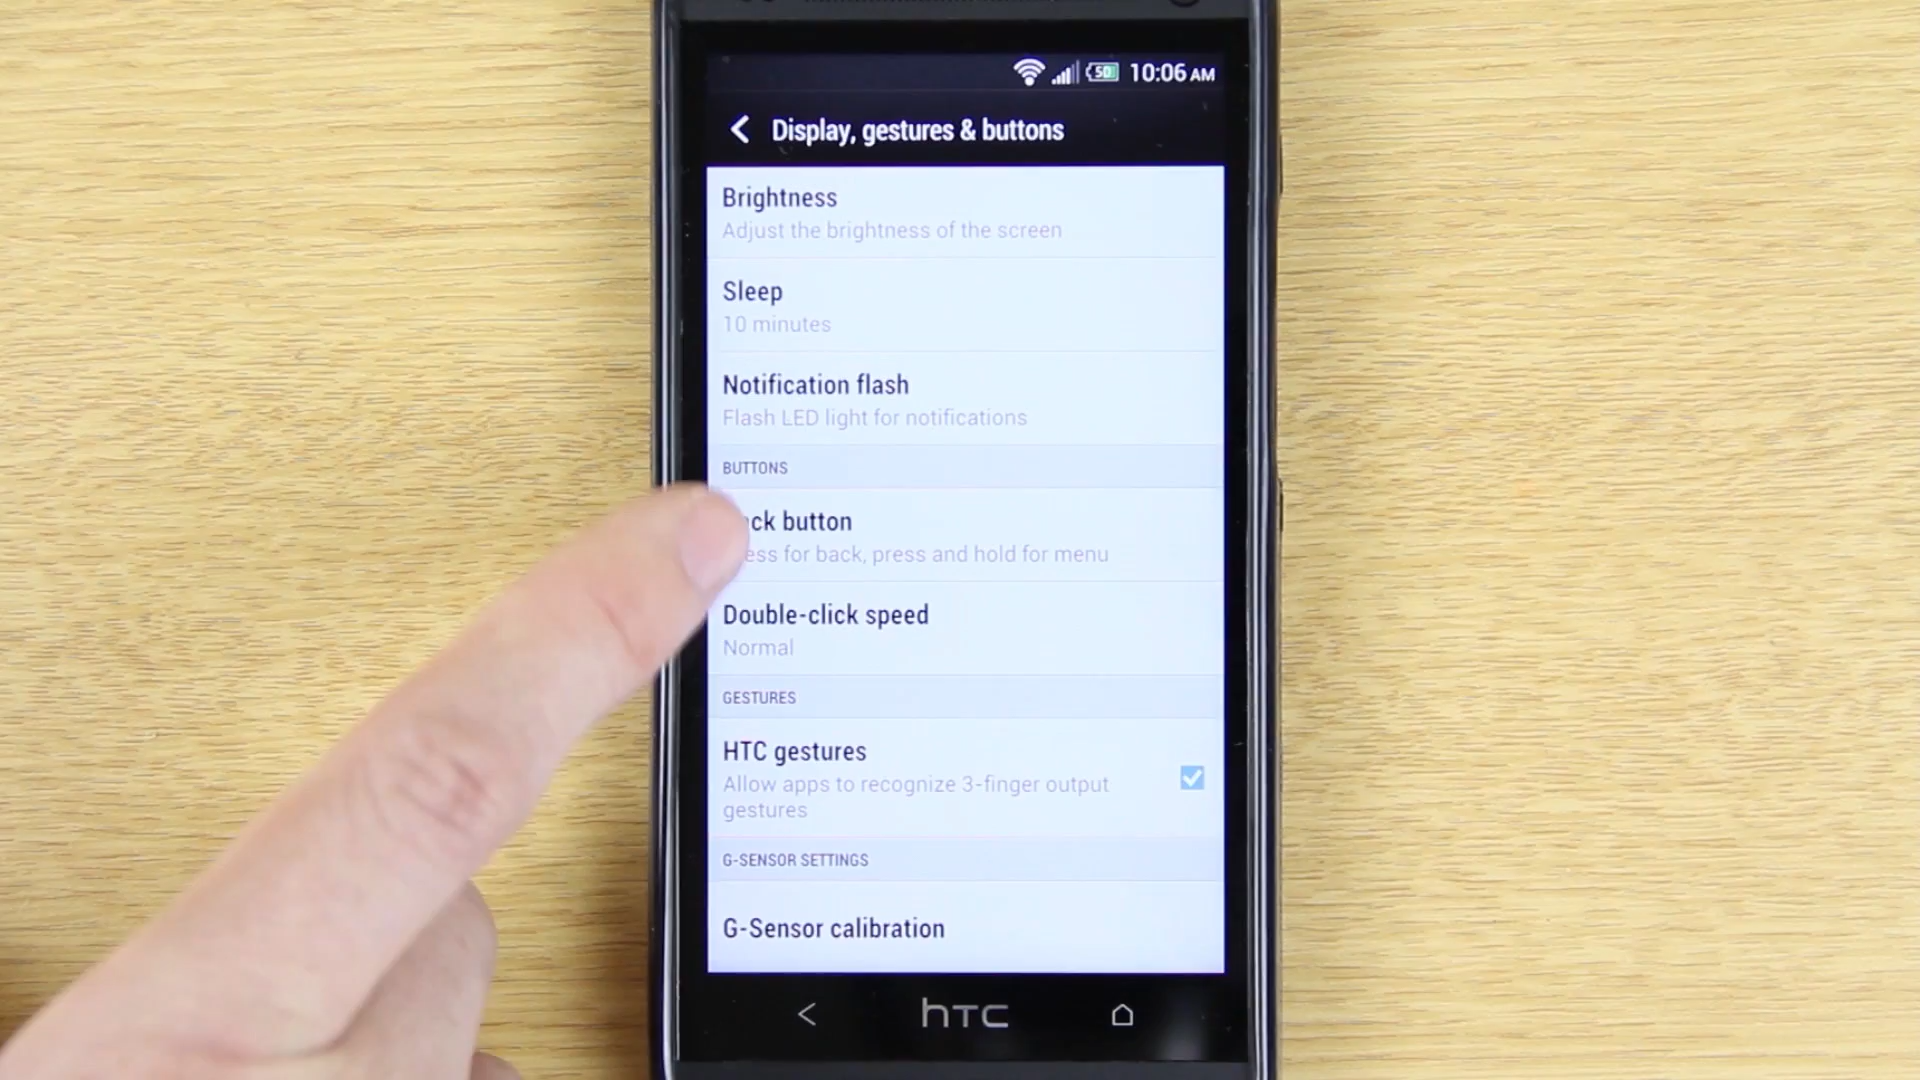 50 10:06 AM
Display, gestures & buttons
Brightness
Adjust the brightness of the screen
Sleep
10 minutes
Notification flash
Flash LED light for notifications
BUTTONS
button
for back, press and hold for menu
Double-click speed
Normal
GESTURES
HTC gestures
Allow apps to recognize 3-finger output
gestures
G-SENSOR SETTINGS
G-Sensor calibration
hTC